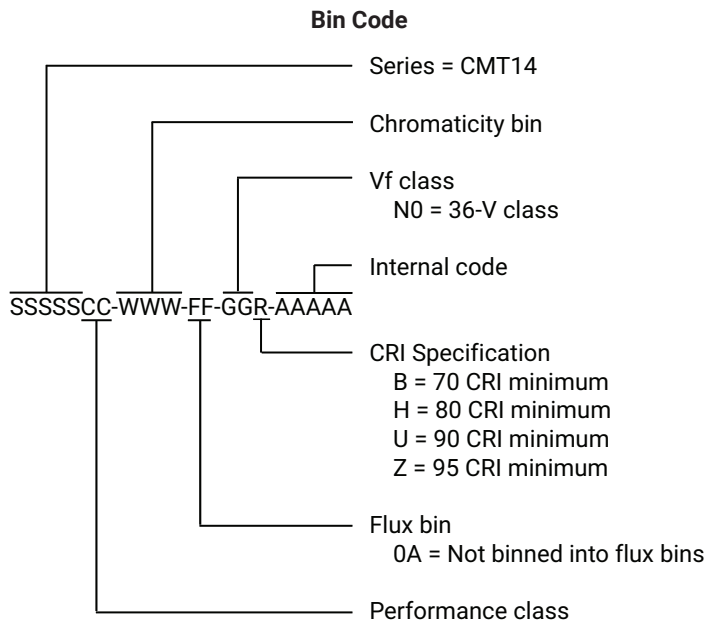 Bin Code
Series = CMT14
Chromaticity bin
Vf class
N0 = 36-V class
Internal code
SSSSSCC-WWW-FF-GGR-AAAAA
CRI Specification
B = 70 CRI minimum
H = 80 CRI minimum
U = 90 CRI minimum
Z = 95 CRI minimum
Flux bin
0A = Not binned into flux bins
Performance class